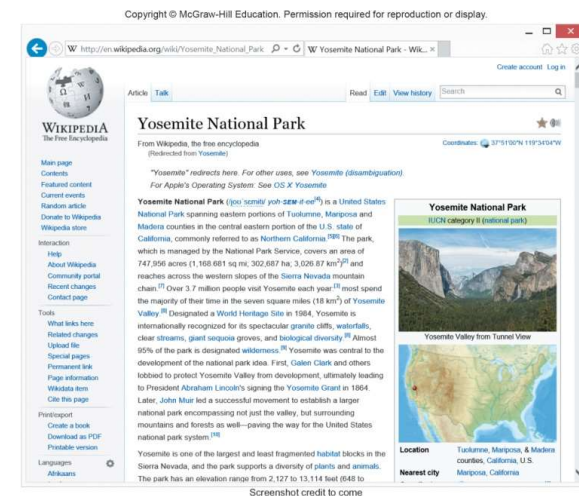 Copyright © McGraw-Hill Education. Permission required for reproduction or display.
http://en.wikipedia.org/wiki/Yosemite_National_Park
Yosemite National Park - Wik...
Create account Log in
Article Talk
Read Edit View history Search
WIKIPEDIA
The Free Encyclopedia
Main page
Contents
Featured content
Current events
Random article
Donate to Wikipedia
Wikipedia store
Interaction
Help
About Wikipedia
Community portal
Recent changes
Contact page
Tools
What links here
Related changes
Upload file
Special pages
Permanent link
Page information
Wikidata item
Cite this page
Print/export
Create a book
Download as PDF
Printable version
Languages
Afrikaans
Yosemite National Park
From Wikipedia, the free encyclopedia
(Redirected from Yosemite)
Coordinates: 37°51′00″N 119°34′04″W
"Yosemite" redirects here. For other uses, see Yosemite (disambiguation).
For Apple's Operating System: See OS X Yosemite
Yosemite National Park (/joʊˈsɛmɨti/ yoh-SEM-it-ee[4]) is a United States
National Park spanning eastern portions of Tuolumne, Mariposa and
Madera counties in the central eastern portion of the U.S. state of
California, commonly referred to as Northern California.[5][6] The park,
which is managed by the National Park Service, covers an area of
747,956 acres (1,168.681 sq mi; 302,687 ha; 3,026.87 km²)[2] and
reaches across the western slopes of the Sierra Nevada mountain
chain.[7] Over 3.7 million people visit Yosemite each year:[3] most spend
the majority of their time in the seven square miles (18 km²) of Yosemite
Valley.[8] Designated a World Heritage Site in 1984, Yosemite is
internationally recognized for its spectacular granite cliffs, waterfalls,
clear streams, giant sequoia groves, and biological diversity.[8] Almost
95% of the park is designated wilderness.[9] Yosemite was central to the
development of the national park idea. First, Galen Clark and others
lobbied to protect Yosemite Valley from development, ultimately leading
to President Abraham Lincoln's signing the Yosemite Grant in 1864.
Later, John Muir led a successful movement to establish a larger
national park encompassing not just the valley, but surrounding
mountains and forests as well—paving the way for the United States
national park system.[10]
Yosemite is one of the largest and least fragmented habitat blocks in the
Sierra Nevada, and the park supports a diversity of plants and animals.
The park has an elevation range from 2,127 to 13,114 feet (648 to
Yosemite National Park
IUCN category II (national park)
Yosemite Valley from Tunnel View
Location Tuolumne, Mariposa, & Madera
counties, California, U.S.
Nearest city Mariposa, California
Screenshot credit to come